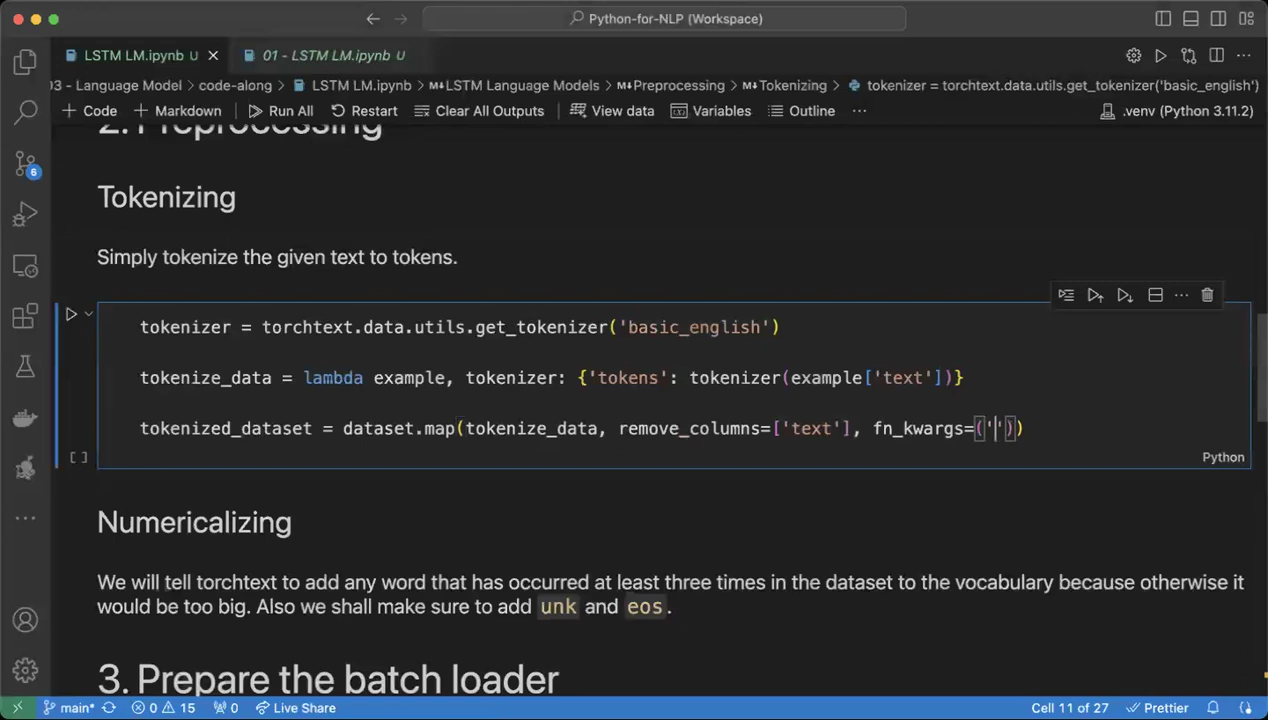 Python-for-NLP (Workspace)
LSTM LM.ipynb U
01 - LSTM LM.ipynb U
03 - Language Model > code-along > LSTM LM.ipynb > LSTM Language Models > Preprocessing > Tokenizing > tokenizer = torchtext.data.utils.get_tokenizer('basic_english')
+ Code + Markdown Run All Restart Clear All Outputs View data Variables Outline ··· .venv (Python 3.11.2)
2. Preprocessing
Tokenizing
Simply tokenize the given text to tokens.
tokenizer = torchtext.data.utils.get_tokenizer('basic_english')
tokenize_data = lambda example, tokenizer: {'tokens': tokenizer(example['text'])}
tokenized_dataset = dataset.map(tokenize_data, remove_columns=['text'], fn_kwargs=(''))
[ ]
Python
Numericalizing
We will tell torchtext to add any word that has occurred at least three times in the dataset to the vocabulary because otherwise it
would be too big. Also we shall make sure to add unk and eos.
3. Prepare the batch loader
6
main* 0 15 0 Live Share Cell 11 of 27 Prettier